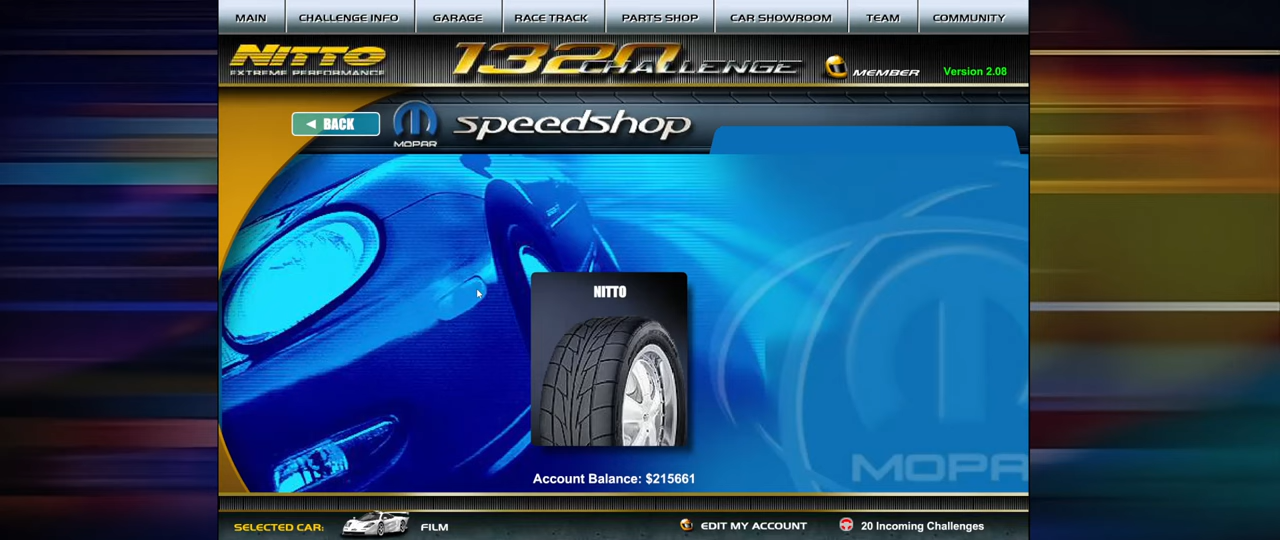 MAIN
CHALLENGE INFO
GARAGE
RACE TRACK
PARTS SHOP
CAR SHOWROOM
TEAM
COMMUNITY
NITTO
EXTREME PERFORMANCE
1320 CHALLENGE
MEMBER
Version 2.08
◄ BACK
MOPAR
speedshop
NITTO
MOPAR
Account Balance: $215661
SELECTED CAR:
FILM
EDIT MY ACCOUNT
20 Incoming Challenges